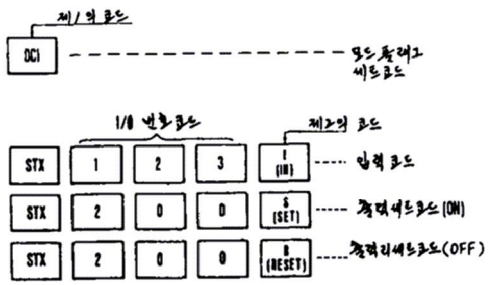 제1의 코드
DC1
모드 플래그
세트코드
I/O 번호코드
제2의 코드
STX 1 2 3 I (IN) 입력 코드
STX 2 0 0 S (SET) 출력세트코드(ON)
STX 2 0 0 R (RESET) 출력리세트코드(OFF)